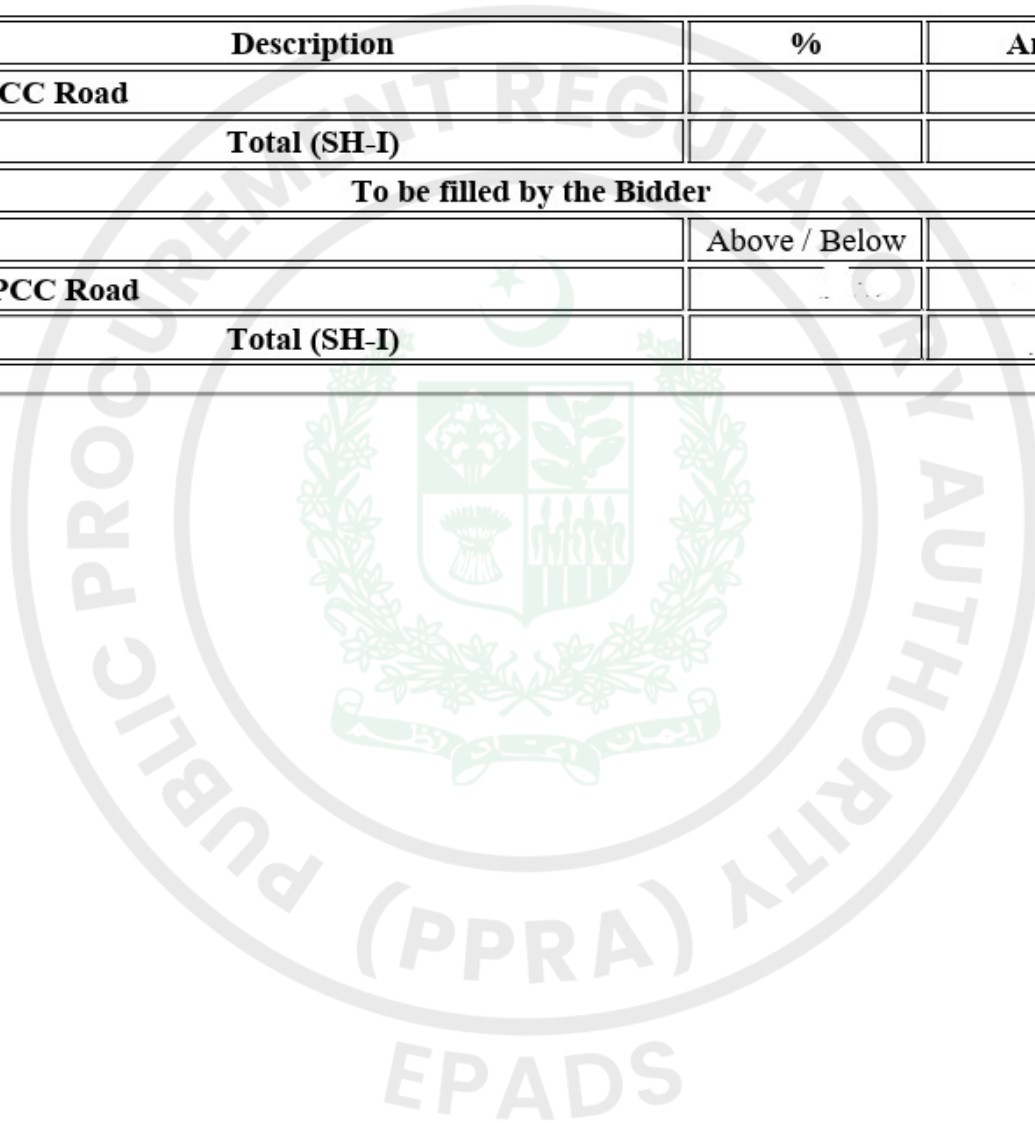 Description % A
CC Road
Total (SH-I)
To be filled by the Bidder
Above / Below
PCC Road
Total (SH-I)
PUBLIC PROCUREMENT REGULATORY AUTHORITY
(PPRA)
EPADS